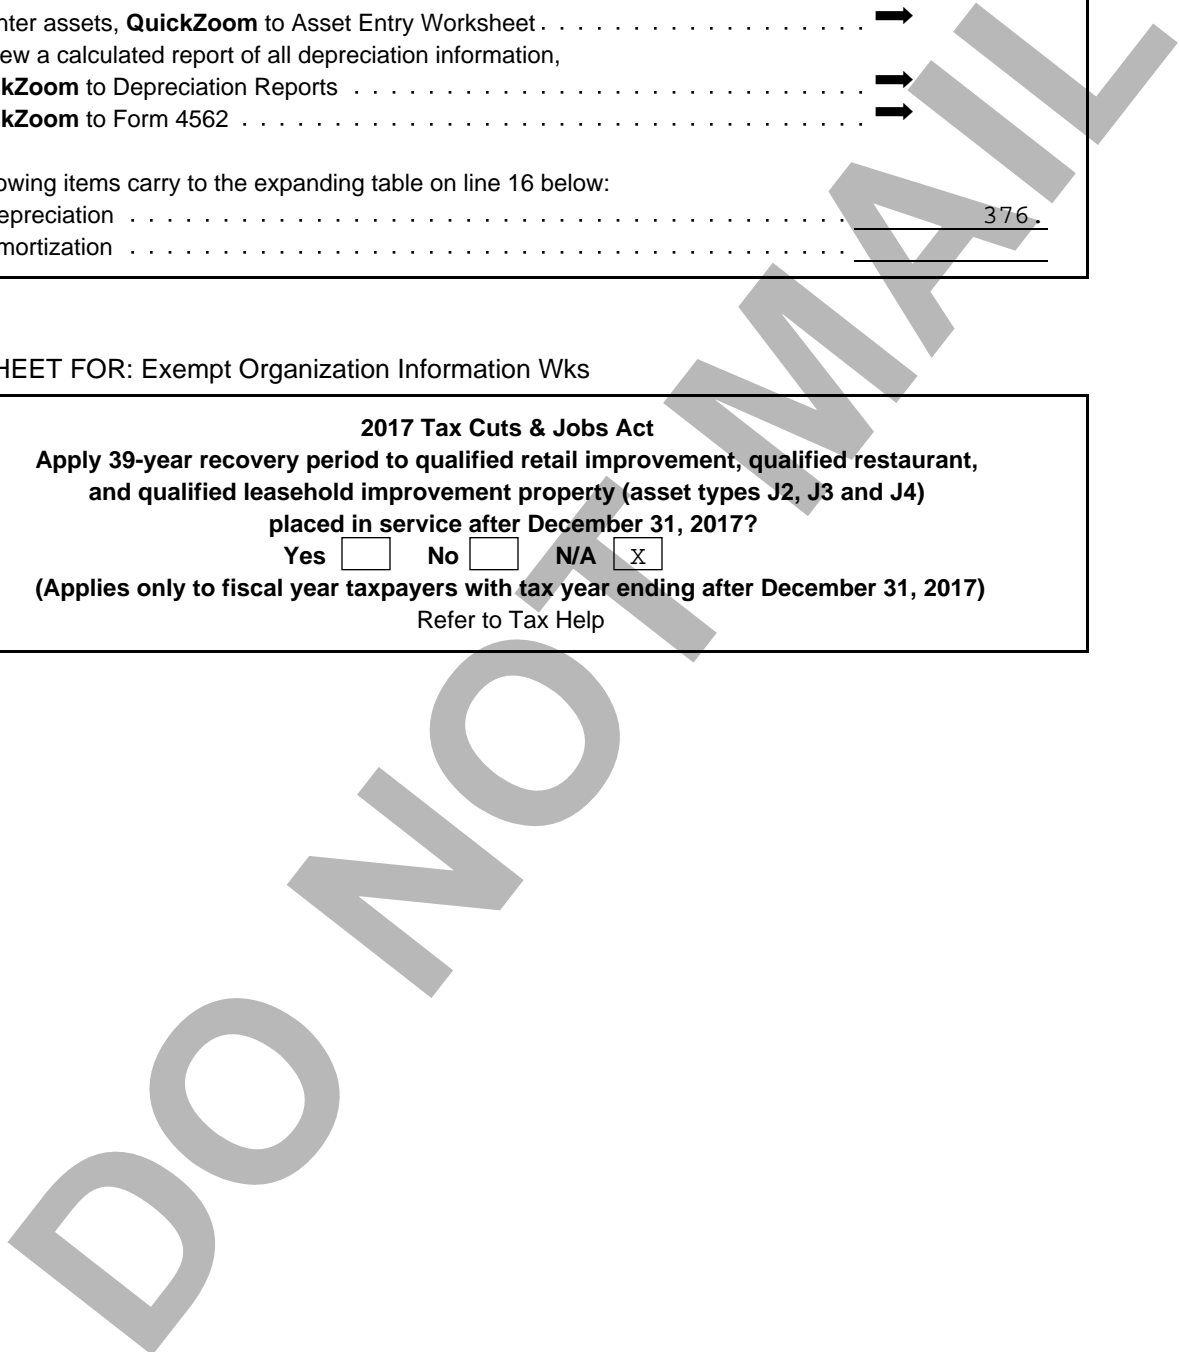 nter assets, QuickZoom to Asset Entry Worksheet . . . . . . . . . . . . . . . . . .
ew a calculated report of all depreciation information,
kZoom to Depreciation Reports . . . . . . . . . . . . . . . . . . . . . . . . . . . .
kZoom to Form 4562 . . . . . . . . . . . . . . . . . . . . . . . . . . . . . . . . . .
owing items carry to the expanding table on line 16 below:
epreciation . . . . . . . . . . . . . . . . . . . . . . . . . . . . . . . . . . . . . . . 376.
mortization . . . . . . . . . . . . . . . . . . . . . . . . . . . . . . . . . . . . . . .
HEET FOR: Exempt Organization Information Wks
2017 Tax Cuts & Jobs Act
Apply 39-year recovery period to qualified retail improvement, qualified restaurant,
and qualified leasehold improvement property (asset types J2, J3 and J4)
placed in service after December 31, 2017?
Yes No N/A X
(Applies only to fiscal year taxpayers with tax year ending after December 31, 2017)
Refer to Tax Help
DO NOT MAIL